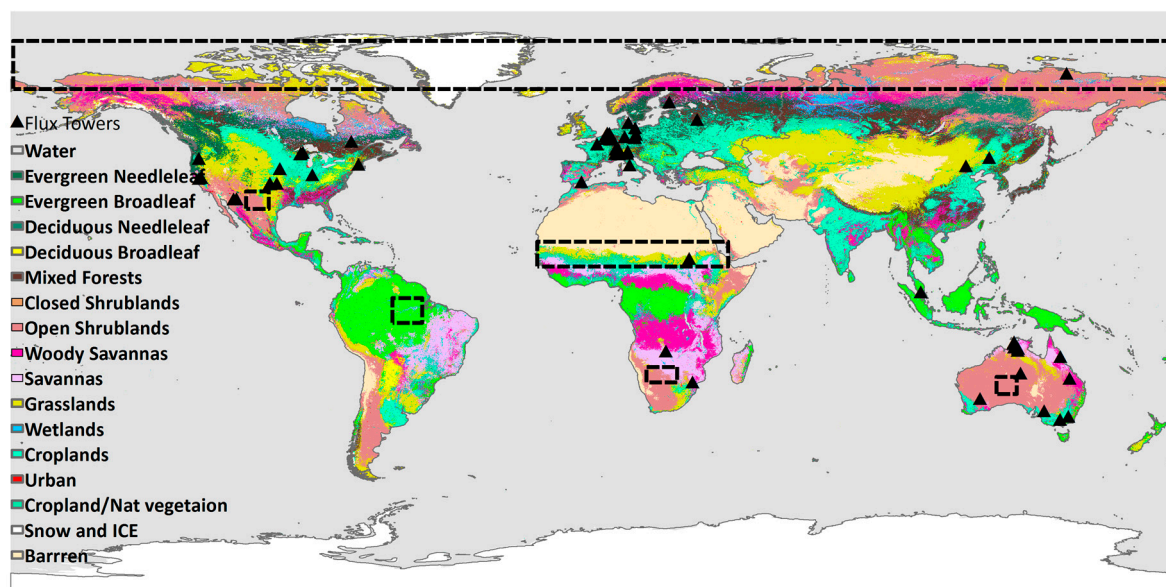 Flux Towers
Water
Evergreen Needleleaf
Evergreen Broadleaf
Deciduous Needleleaf
Deciduous Broadleaf
Mixed Forests
Closed Shrublands
Open Shrublands
Woody Savannas
Savannas
Grasslands
Wetlands
Croplands
Urban
Cropland/Nat vegetaion
Snow and ICE
Barrren